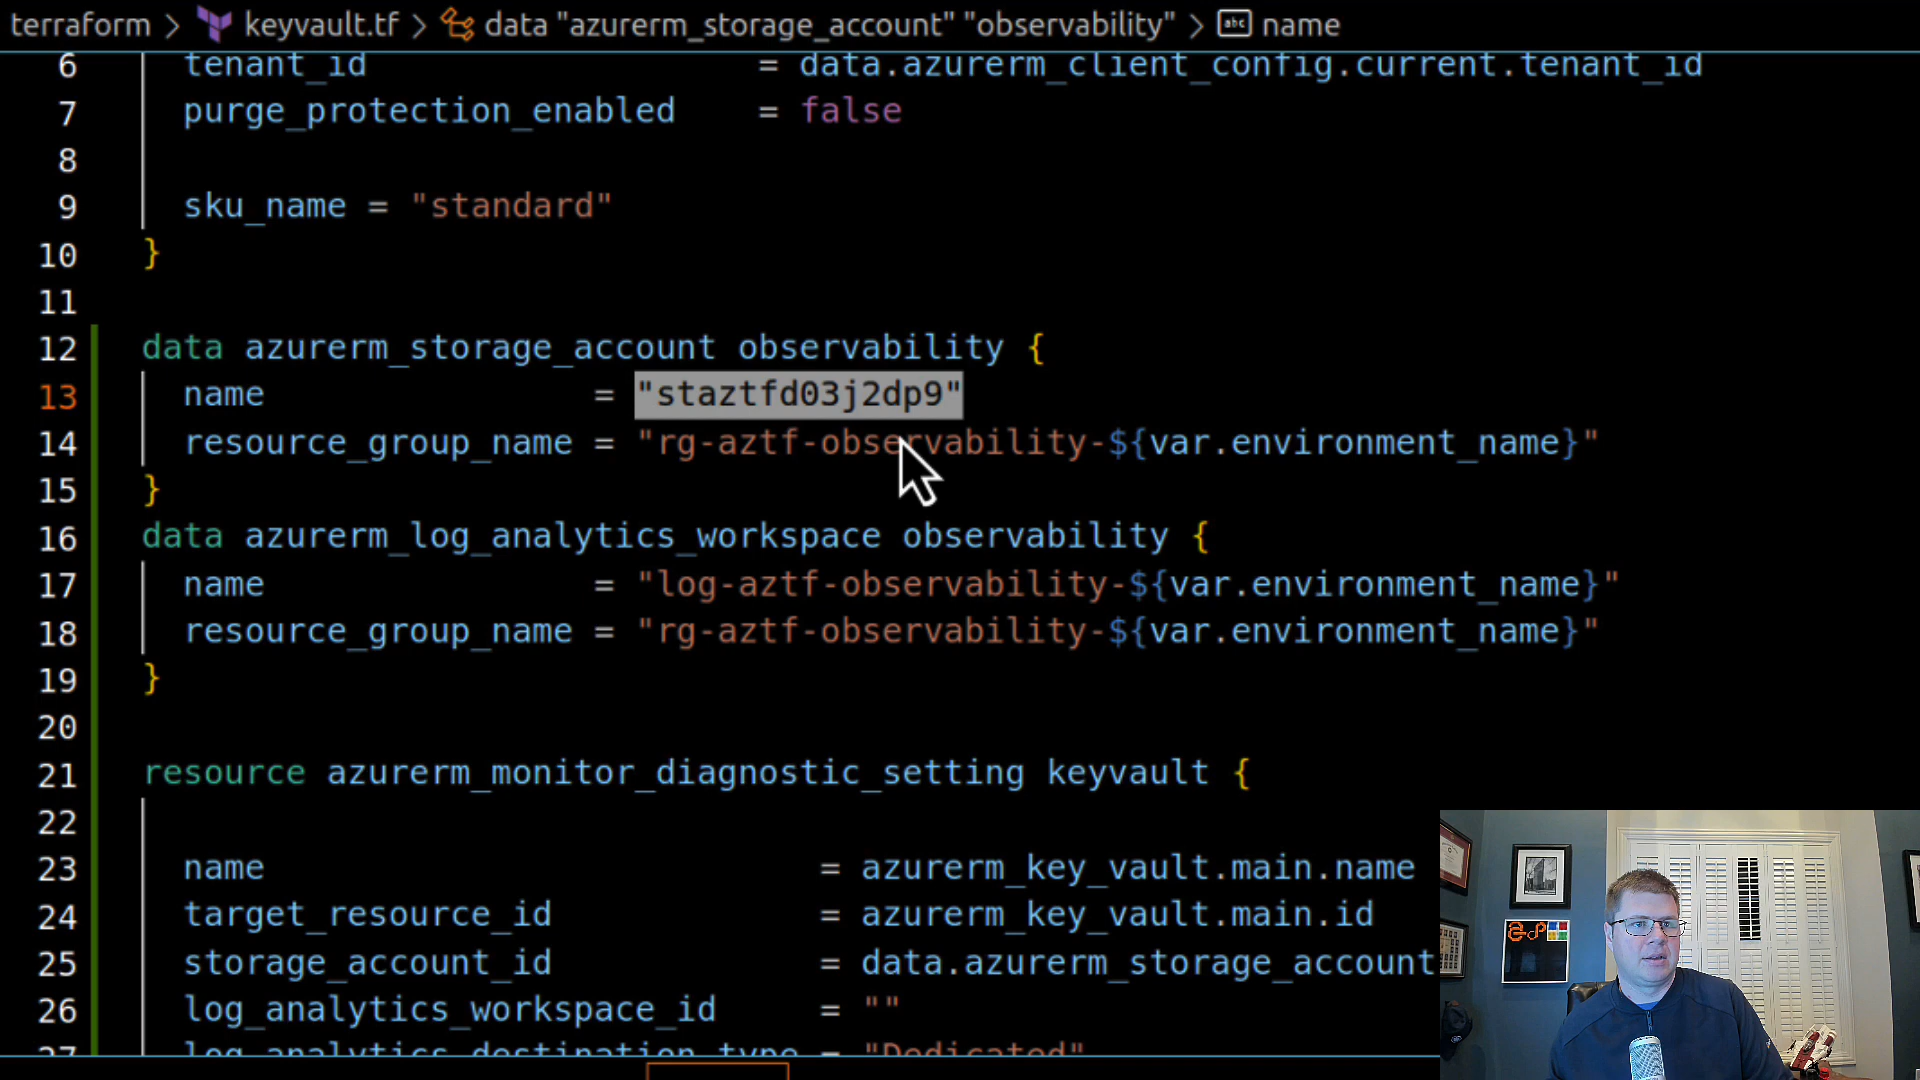 terraform > keyvault.tf > data "azurerm_storage_account" "observability" > abc name
6 tenant_id = data.azurerm_client_config.current.tenant_id
7 purge_protection_enabled = false
8
9 sku_name = "standard"
10 }
11
12 data azurerm_storage_account observability {
13 name = "staztfd03j2dp9"
14 resource_group_name = "rg-aztf-observability-${var.environment_name}"
15 }
16 data azurerm_log_analytics_workspace observability {
17 name = "log-aztf-observability-${var.environment_name}"
18 resource_group_name = "rg-aztf-observability-${var.environment_name}"
19 }
20
21 resource azurerm_monitor_diagnostic_setting keyvault {
22
23 name = azurerm_key_vault.main.name
24 target_resource_id = azurerm_key_vault.main.id
25 storage_account_id = data.azurerm_storage_account
26 log_analytics_workspace_id = ""
27 log_analytics_destination_type = "Dedicated"